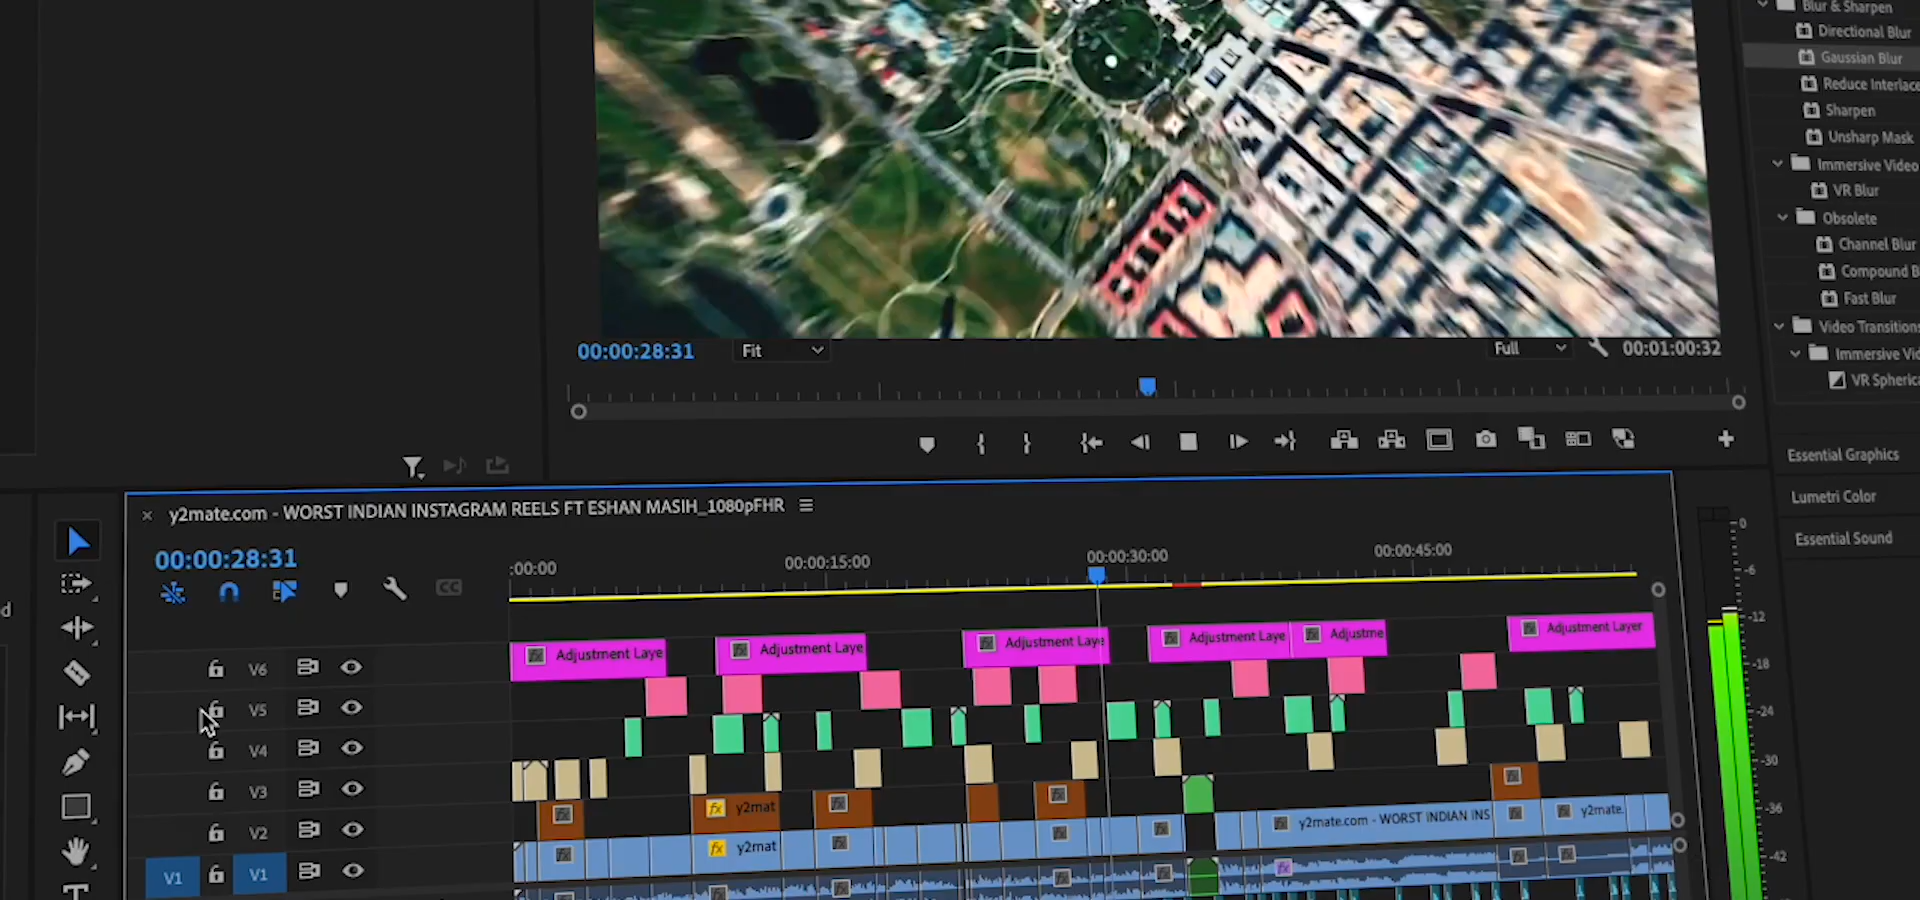 Blur & Sharpen
Directional Blur
Gaussian Blur
Reduce Interlace
Sharpen
Unsharp Mask
Immersive Video
VR Blur
Obsolete
Channel Blur
Compound B
Fast Blur
Video Transitions
Immersive Vid
VR Spherica
00:00:28:31
Fit
Full
00:01:00:32
Essential Graphics
Lumetri Color
Essential Sound
y2mate.com - WORST INDIAN INSTAGRAM REELS FT ESHAN MASIH_1080pFHR
00:00:28:31
:00:00
00:00:15:00
00:00:30:00
00:00:45:00
V6
Adjustment Laye
Adjustment Laye
Adjustment Laye
Adjustment Laye
Adjustme
Adjustment Layer
V5
V4
V3
V2
fx y2mat
V1
V1
fx y2mat
y2mate.com - WORST INDIAN INS
y2mate.
0
-6
-12
-18
-24
-30
-36
-42